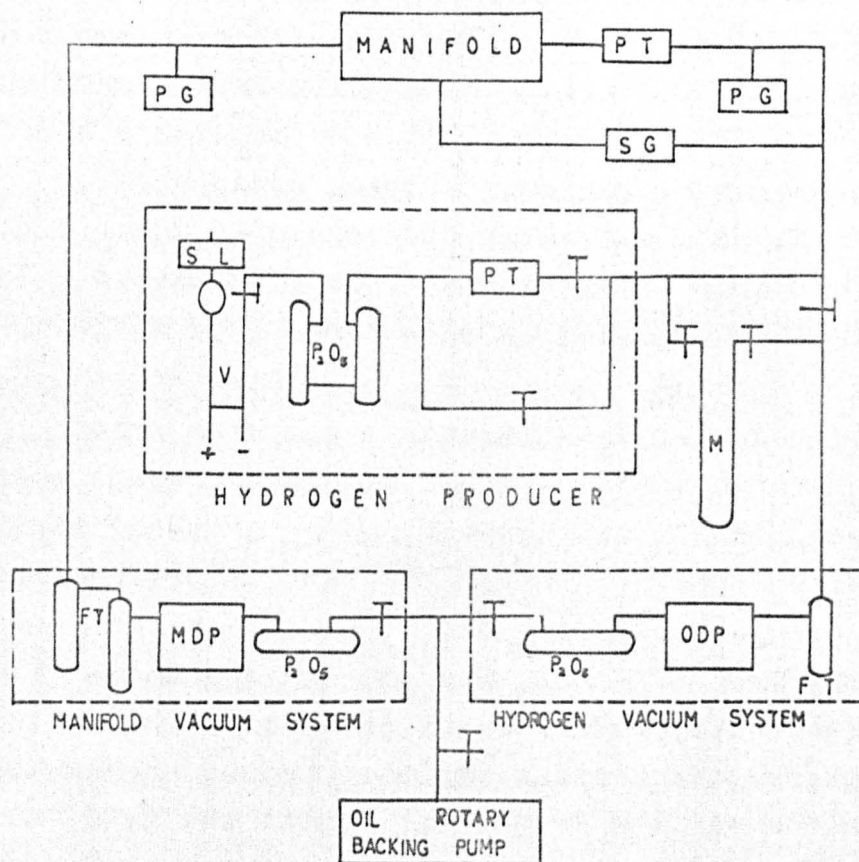 MANIFOLD
PT
PG
PG
SG
SL
PT
P₂O₅
V
+ -
M
HYDROGEN PRODUCER
FT
MDP
P₂O₅
P₂O₅
ODP
FT
MANIFOLD VACUUM SYSTEM
HYDROGEN VACUUM SYSTEM
OIL ROTARY
BACKING PUMP